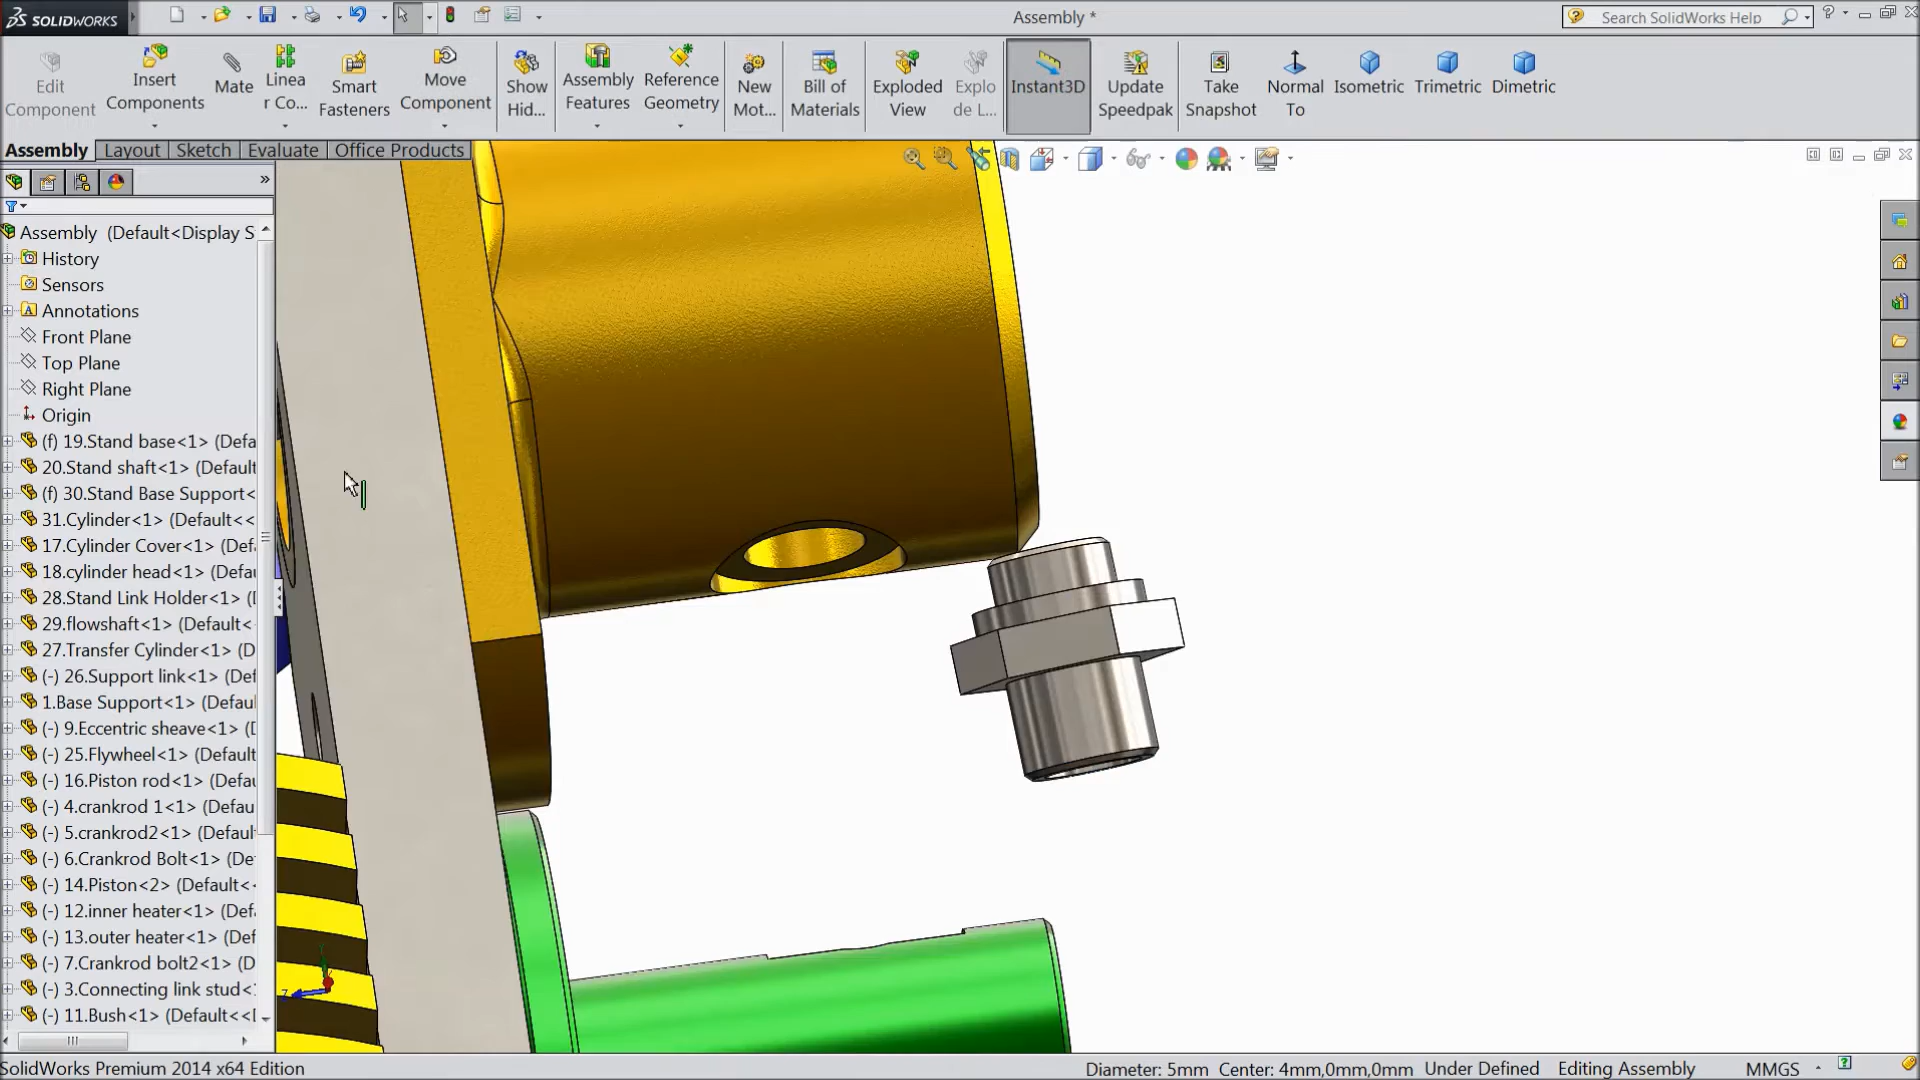 SOLIDWORKS
Assembly *
Search SolidWorks Help
Edit Component
Insert Components
Mate
Linea r Co...
Smart Fasteners
Move Component
Show Hid...
Assembly Features
Reference Geometry
New Mot...
Bill of Materials
Exploded View
Explo de L...
Instant3D
Update Speedpak
Take Snapshot
Normal To
Isometric
Trimetric
Dimetric
Assembly
Layout
Sketch
Evaluate
Office Products
Assembly (Default<Display S
History
Sensors
Annotations
Front Plane
Top Plane
Right Plane
Origin
(f) 19.Stand base<1> (Defa
20.Stand shaft<1> (Default
(f) 30.Stand Base Support<
31.Cylinder<1> (Default<<
17.Cylinder Cover<1> (Def
18.cylinder head<1> (Defa
28.Stand Link Holder<1> (
29.flowshaft<1> (Default<
27.Transfer Cylinder<1> (D
(-) 26.Support link<1> (Def
1.Base Support<1> (Defaul
(-) 9.Eccentric sheave<1> (
(-) 25.Flywheel<1> (Default
(-) 16.Piston rod<1> (Defau
(-) 4.crankrod 1<1> (Defau
(-) 5.crankrod2<1> (Default
(-) 6.Crankrod Bolt<1> (De
(-) 14.Piston<2> (Default<
(-) 12.inner heater<1> (Def
(-) 13.outer heater<1> (Def
(-) 7.Crankrod bolt2<1> (D
(-) 3.Connecting link stud<
(-) 11.Bush<1> (Default<<
Z
SolidWorks Premium 2014 x64 Edition
Diameter: 5mm Center: 4mm,0mm,0mm
Under Defined
Editing Assembly
MMGS